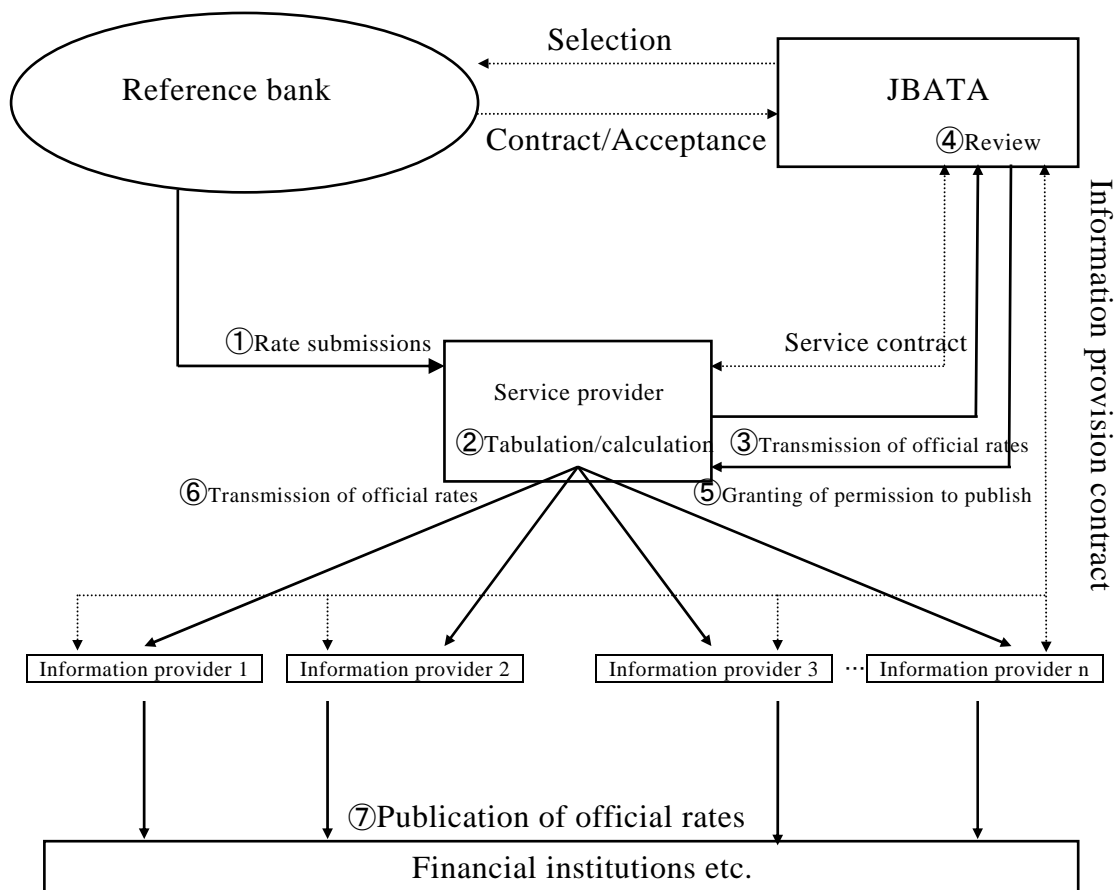 Selection
Reference bank
JBATA
Contract/Acceptance
④Review
Information provision contract
①Rate submissions
Service contract
Service provider
②Tabulation/calculation
③Transmission of official rates
⑥Transmission of official rates
⑤Granting of permission to publish
Information provider 1
Information provider 2
Information provider 3
…
Information provider n
⑦Publication of official rates
Financial institutions etc.